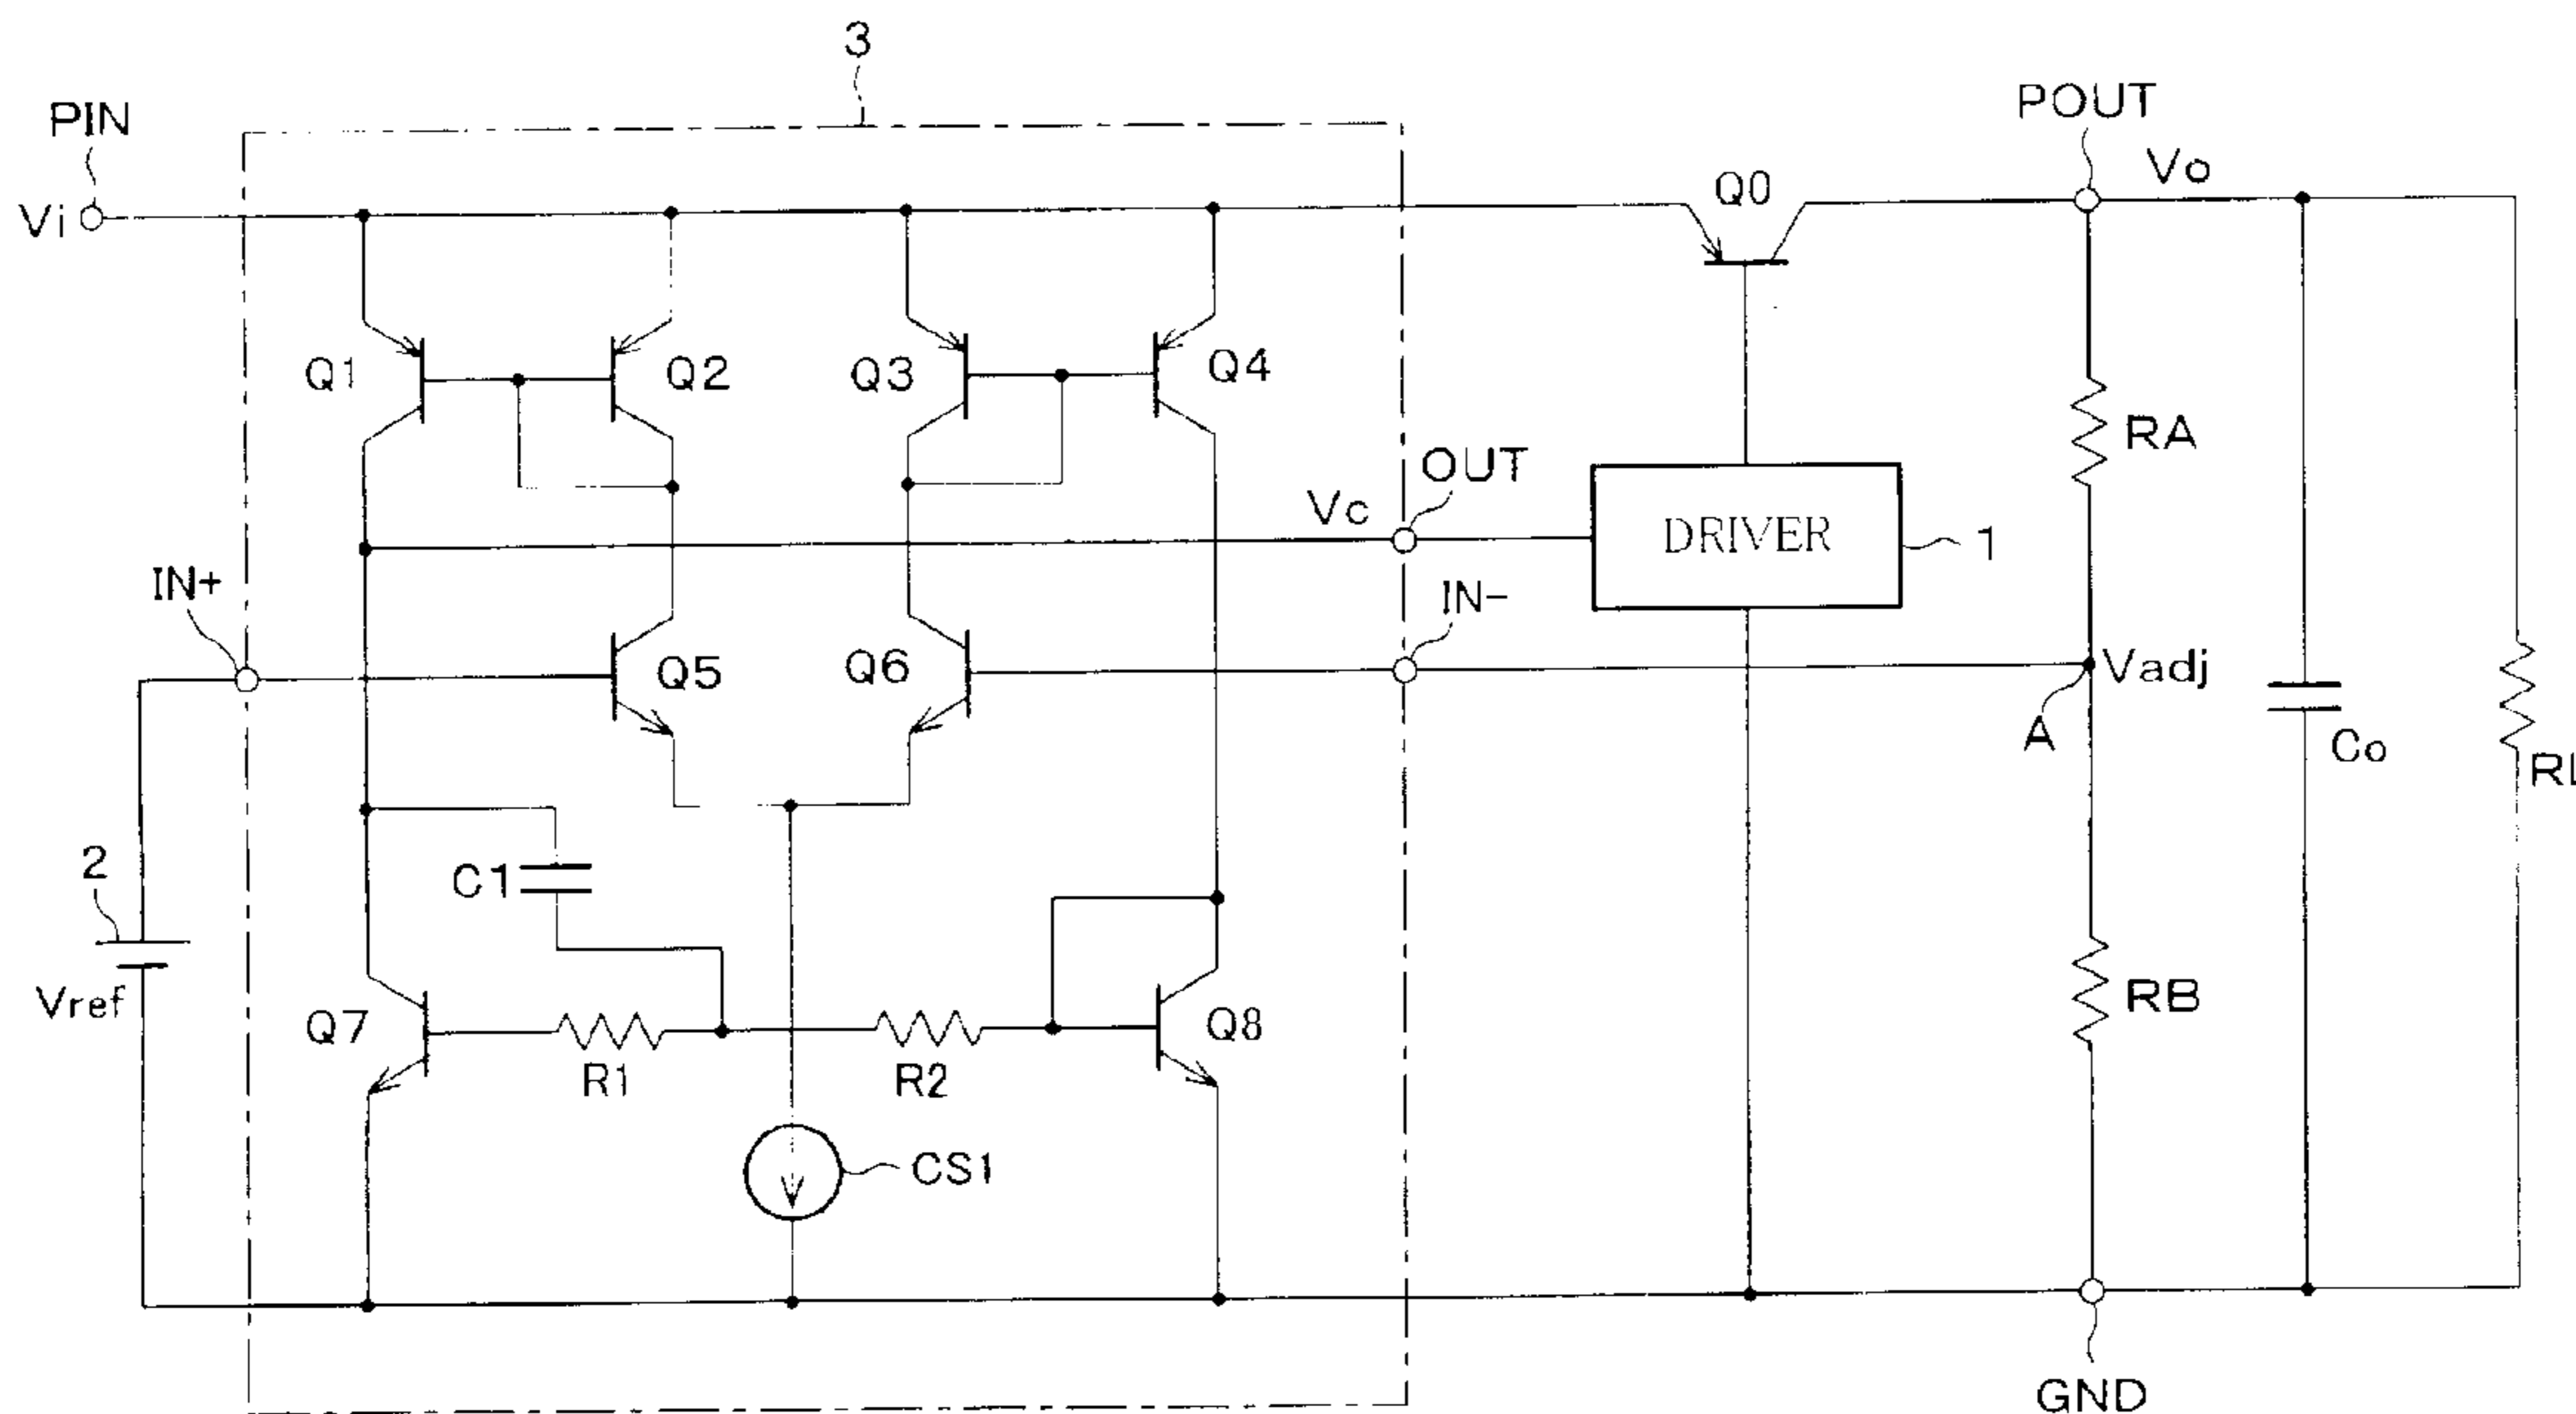 3
PIN
POUT
Vi
Q0
Vo
Q1
Q2
Q3
Q4
RA
OUT
Vc
DRIVER
1
IN+
IN-
Q5
Q6
Vadj
A
Co
2
C1
Vref
Q7
R1
R2
Q8
RB
CS1
GND